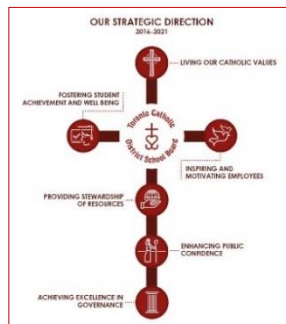 OUR STRATEGIC DIRECTION
2016-2021
LIVING OUR CATHOLIC VALUES
FOSTERING STUDENT
ACHIEVEMENT AND WELL BEING
Toronto Catholic
District School Board
INSPIRING AND
MOTIVATING EMPLOYEES
PROVIDING STEWARDSHIP
OF RESOURCES
ENHANCING PUBLIC
CONFIDENCE
ACHIEVING EXCELLENCE IN
GOVERNANCE